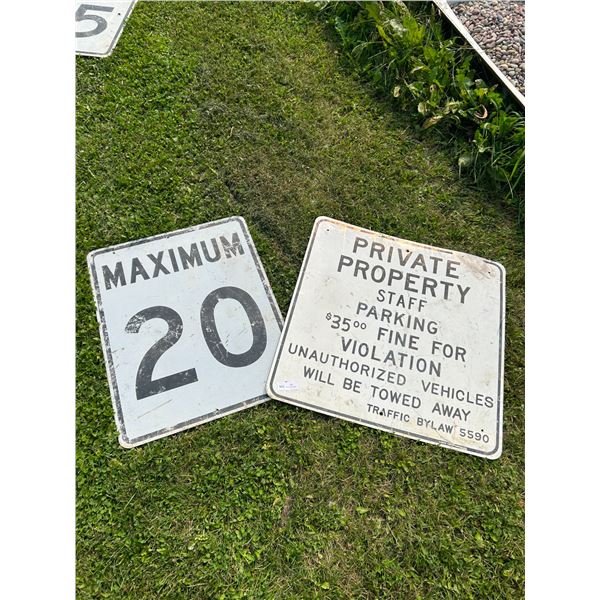 5
MAXIMUM
20
PRIVATE
PROPERTY
STAFF
PARKING
$35.00 FINE FOR
VIOLATION
UNAUTHORIZED VEHICLES
WILL BE TOWED AWAY
TRAFFIC BYLAW 5590